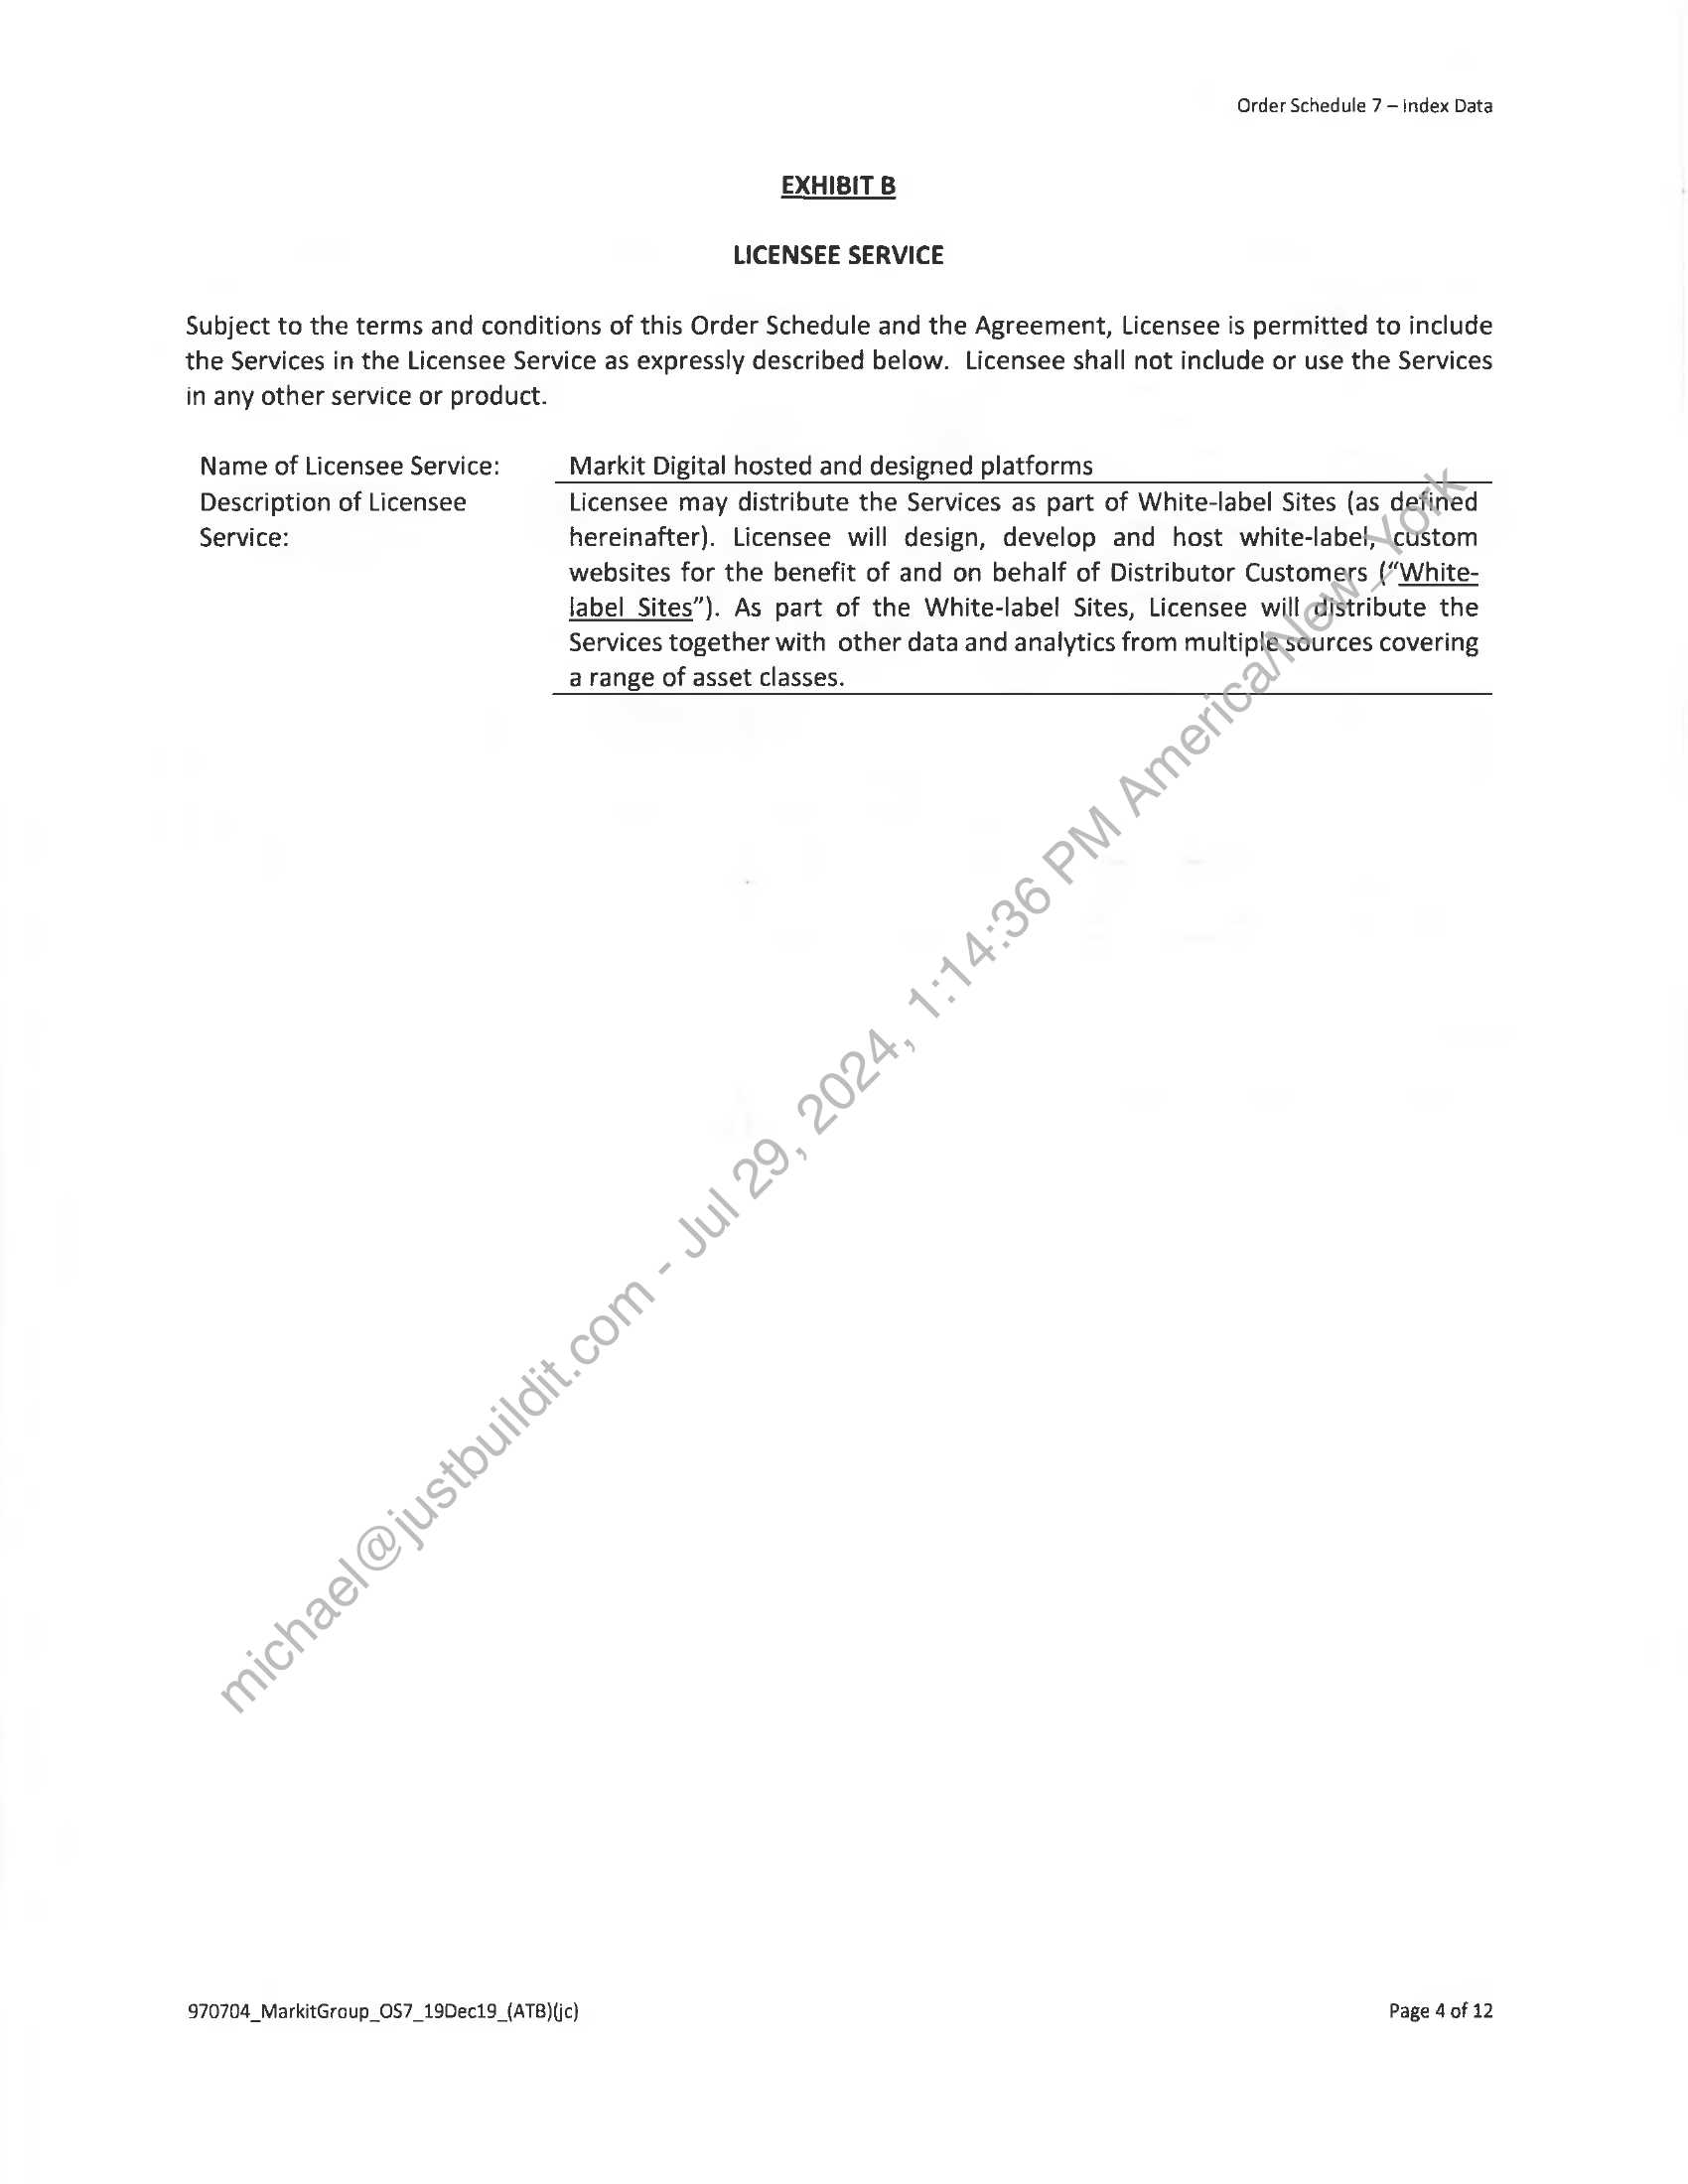 Order Schedule 7 – Index Data
EXHIBIT B
LICENSEE SERVICE
Subject to the terms and conditions of this Order Schedule and the Agreement, Licensee is permitted to include
the Services in the Licensee Service as expressly described below.  Licensee shall not include or use the Services
in any other service or product.
Name of Licensee Service:
Markit Digital hosted and designed platforms
Description of Licensee
Service:
Licensee may distribute the Services as part of White-label Sites (as defined
hereinafter). Licensee will design, develop and host white-label, custom
websites for the benefit of and on behalf of Distributor Customers (“White-
label Sites”). As part of the White-label Sites, Licensee will distribute the
Services together with  other data and analytics from multiple sources covering
a range of asset classes.
michael@justbuildit.com - Jul 29, 2024, 1:14:36 PM America/New_York
970704_MarkitGroup_OS7_19Dec19_(ATB)(jc)
Page 4 of 12